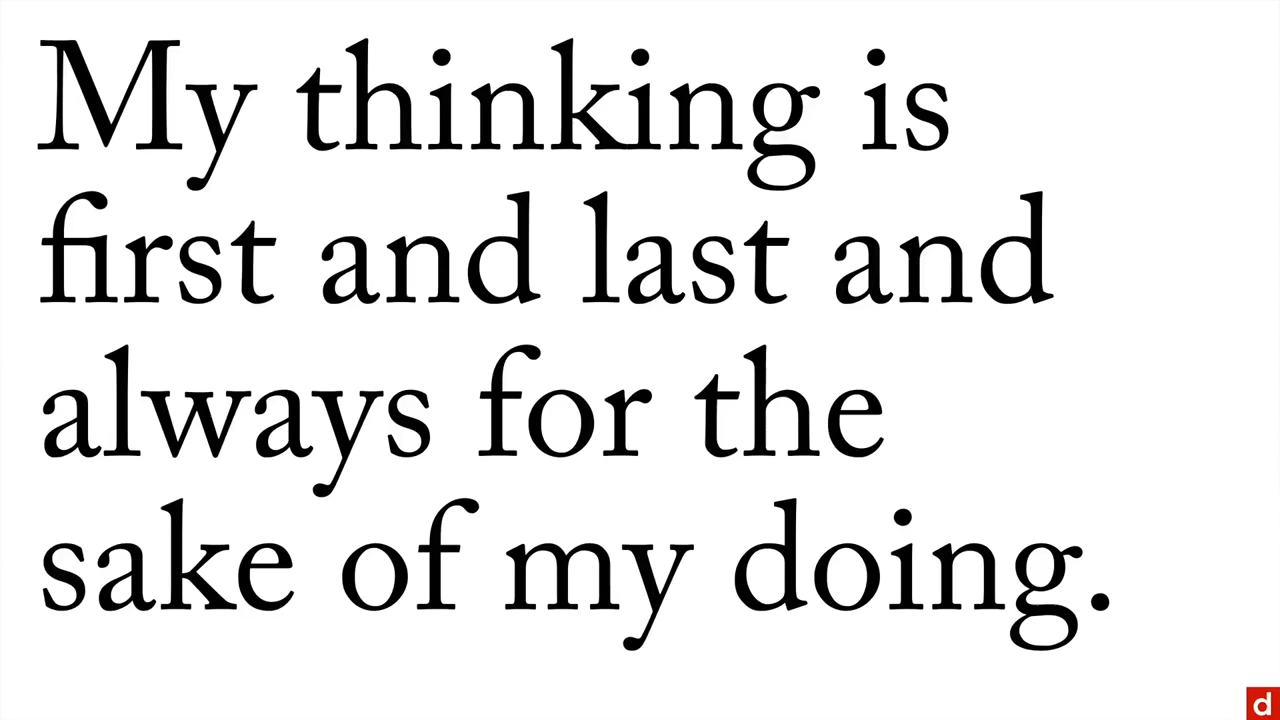 My thinking is
first and last and
always for the
sake of my doing.
d